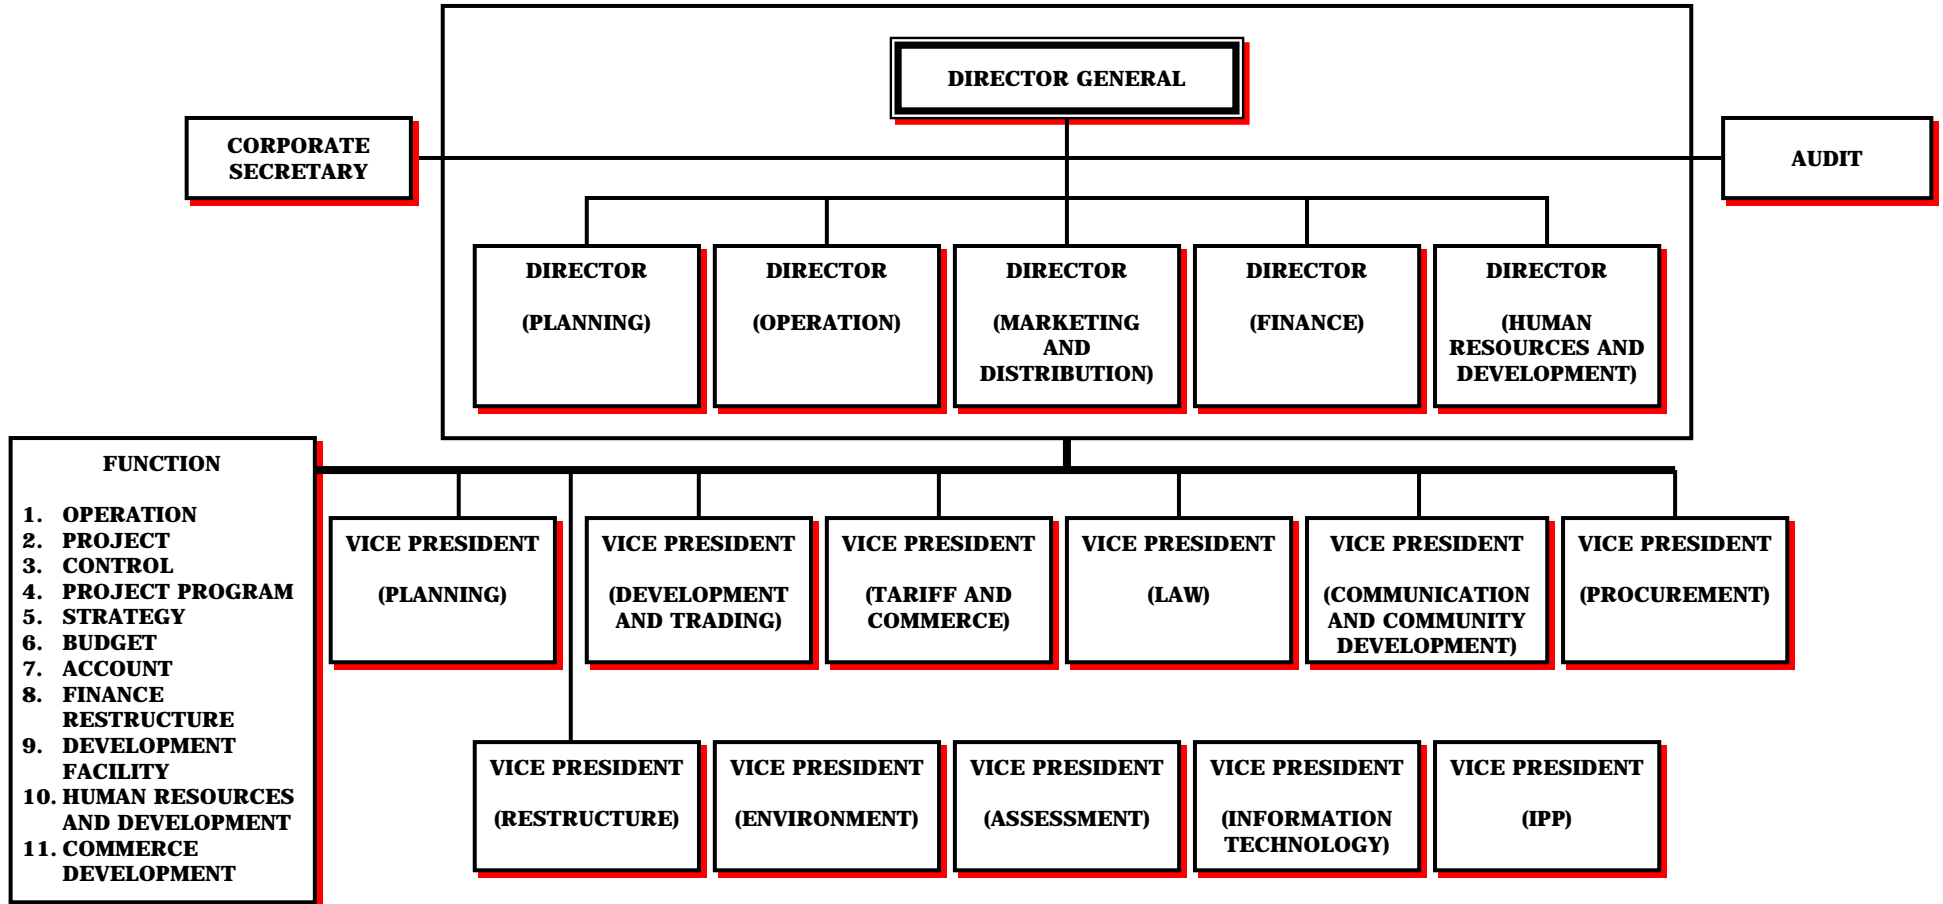 DIRECTOR GENERAL
CORPORATE
SECRETARY
AUDIT
DIRECTOR
(PLANNING)
DIRECTOR
(OPERATION)
DIRECTOR
(MARKETING
AND
DISTRIBUTION)
DIRECTOR
(FINANCE)
DIRECTOR
(HUMAN
RESOURCES AND
DEVELOPMENT)
FUNCTION
1. OPERATION
2. PROJECT
3. CONTROL
4. PROJECT PROGRAM
5. STRATEGY
6. BUDGET
7. ACCOUNT
8. FINANCE
RESTRUCTURE
9. DEVELOPMENT
FACILITY
10. HUMAN RESOURCES
AND DEVELOPMENT
11. COMMERCE
DEVELOPMENT
VICE PRESIDENT
(PLANNING)
VICE PRESIDENT
(DEVELOPMENT
AND TRADING)
VICE PRESIDENT
(TARIFF AND
COMMERCE)
VICE PRESIDENT
(LAW)
VICE PRESIDENT
(COMMUNICATION
AND COMMUNITY
DEVELOPMENT)
VICE PRESIDENT
(PROCUREMENT)
VICE PRESIDENT
(RESTRUCTURE)
VICE PRESIDENT
(ENVIRONMENT)
VICE PRESIDENT
(ASSESSMENT)
VICE PRESIDENT
(INFORMATION
TECHNOLOGY)
VICE PRESIDENT
(IPP)